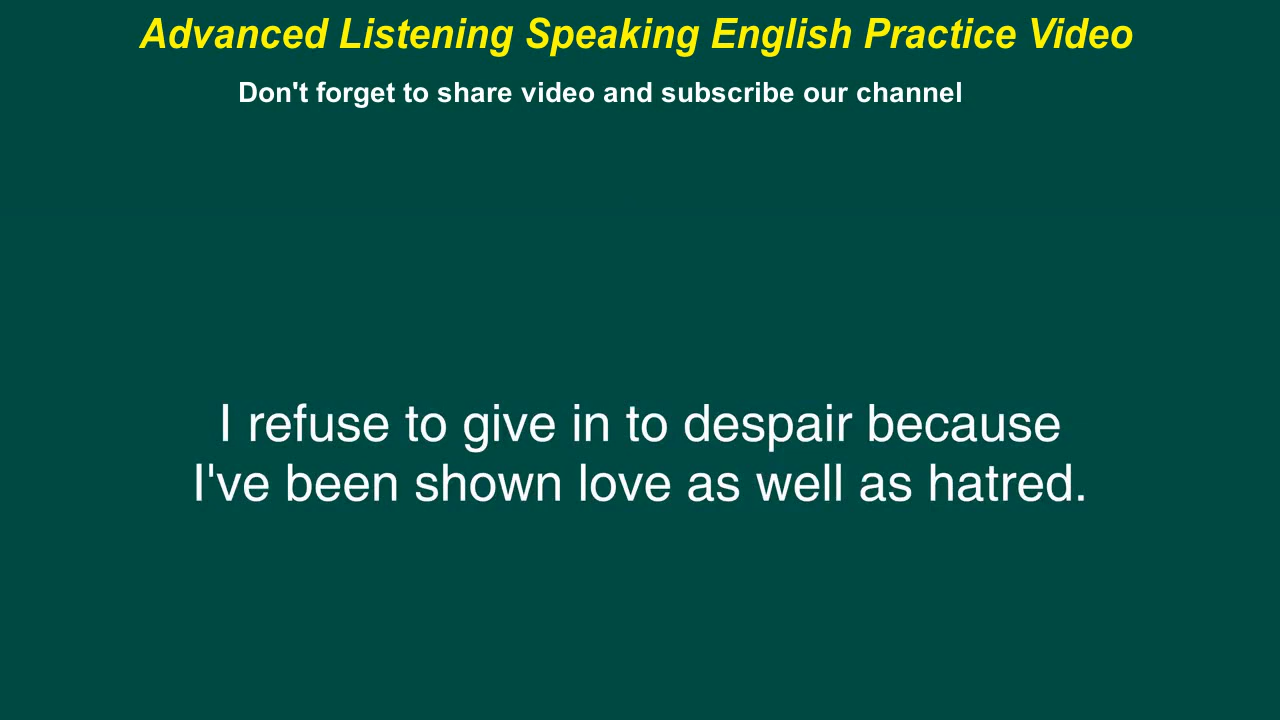 Advanced Listening Speaking English Practice Video
Don't forget to share video and subscribe our channel
I refuse to give in to despair because
I've been shown love as well as hatred.